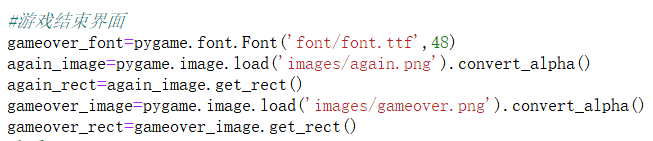 #游戏结束界面
gameover_font=pygame.font.Font('font/font.ttf',48)
again_image=pygame.image.load('images/again.png').convert_alpha()
again_rect=again_image.get_rect()
gameover_image=pygame.image.load('images/gameover.png').convert_alpha()
gameover_rect=gameover_image.get_rect()